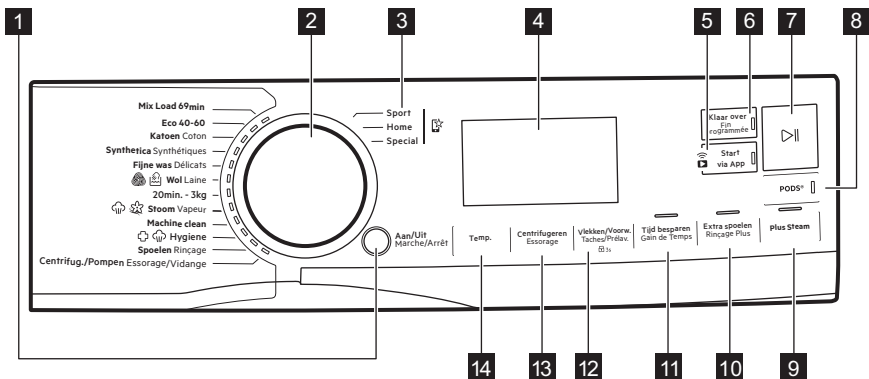 1
2
3
4
5
6
7
8
Mix Load 69min
Eco 40-60
Katoen Coton
Synthetica Synthétiques
Fijne was Délicats
Wol Laine
20min. - 3kg
Stoom Vapeur
Machine clean
Hygiene
Spoelen Rinçage
Centrifug./Pompen Essorage/Vidange
Sport
Home
Special
Aan/Uit
Marche/Arrêt
Temp.
Centrifugeren
Essorage
Vlekken/Voorw.
Taches/Prélav.
3s
Tijd besparen
Gain de Temps
Extra spoelen
Rinçage Plus
Plus Steam
Klaar over
Fin
rogrammée
Start
via App
PODS®
14
13
12
11
10
9